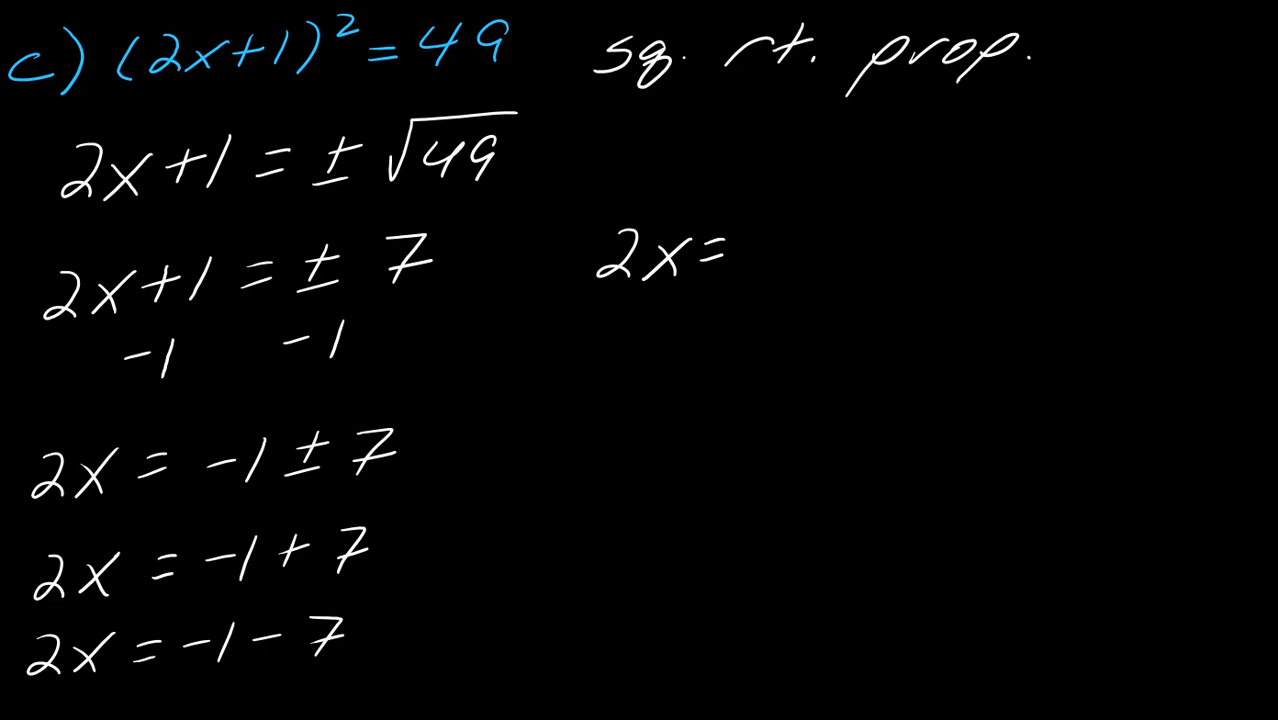 c) (2x+1)² = 49 sq. rt. prop.
2x+1 = ± √49
2x+1 = ± 7
-1 -1
2x = -1 ± 7
2x = -1 + 7
2x = -1 - 7
2x =